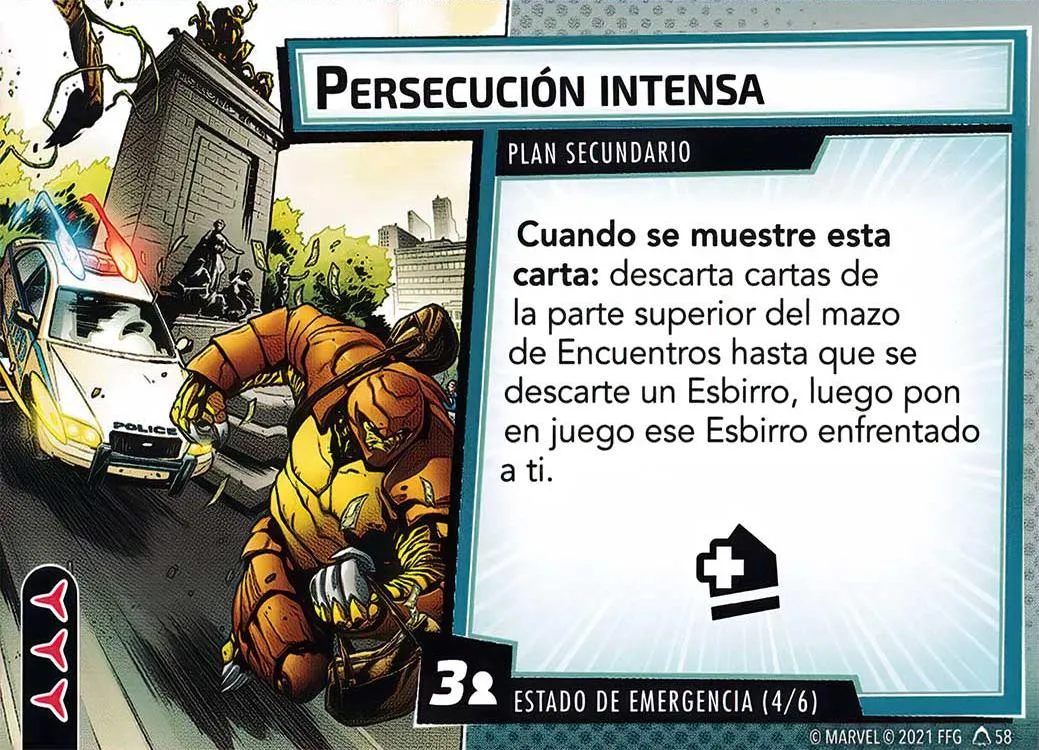 PERSECUCIÓN INTENSA
PLAN SECUNDARIO
Cuando se muestre esta
carta: descarta cartas de
la parte superior del mazo
de Encuentros hasta que se
descarte un Esbirro, luego pon
en juego ese Esbirro enfrentado
a ti.
POLICE
3
ESTADO DE EMERGENCIA (4/6)
© MARVEL © 2021 FFG 58